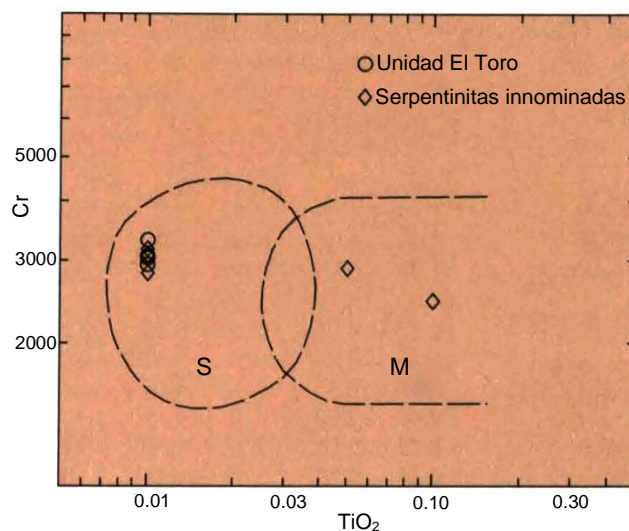 Unidad El Toro
Serpentinitas innominadas
5000
3000
2000
Cr
S
M
0.01
0.03
0.10
0.30
TiO₂